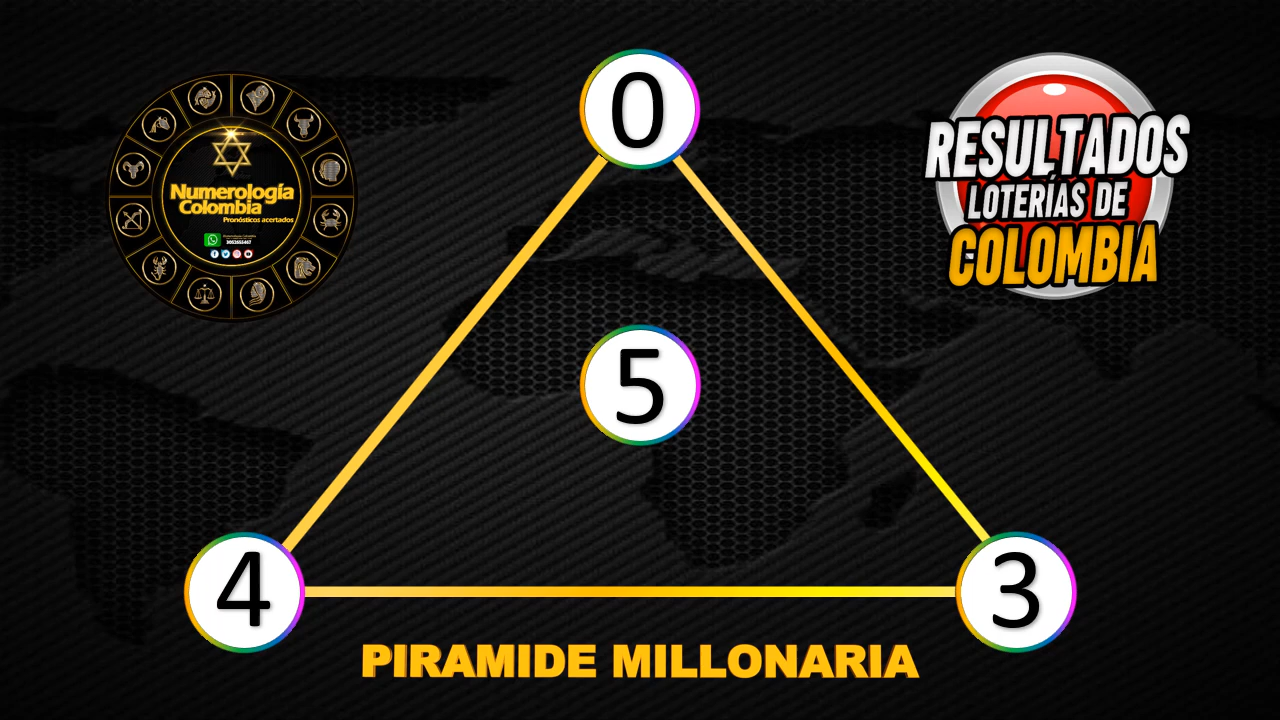 0
Numerología
Colombia
Pronósticos acertados
RESULTADOS
LOTERÍAS DE
COLOMBIA
5
4
3
PIRAMIDE MILLONARIA